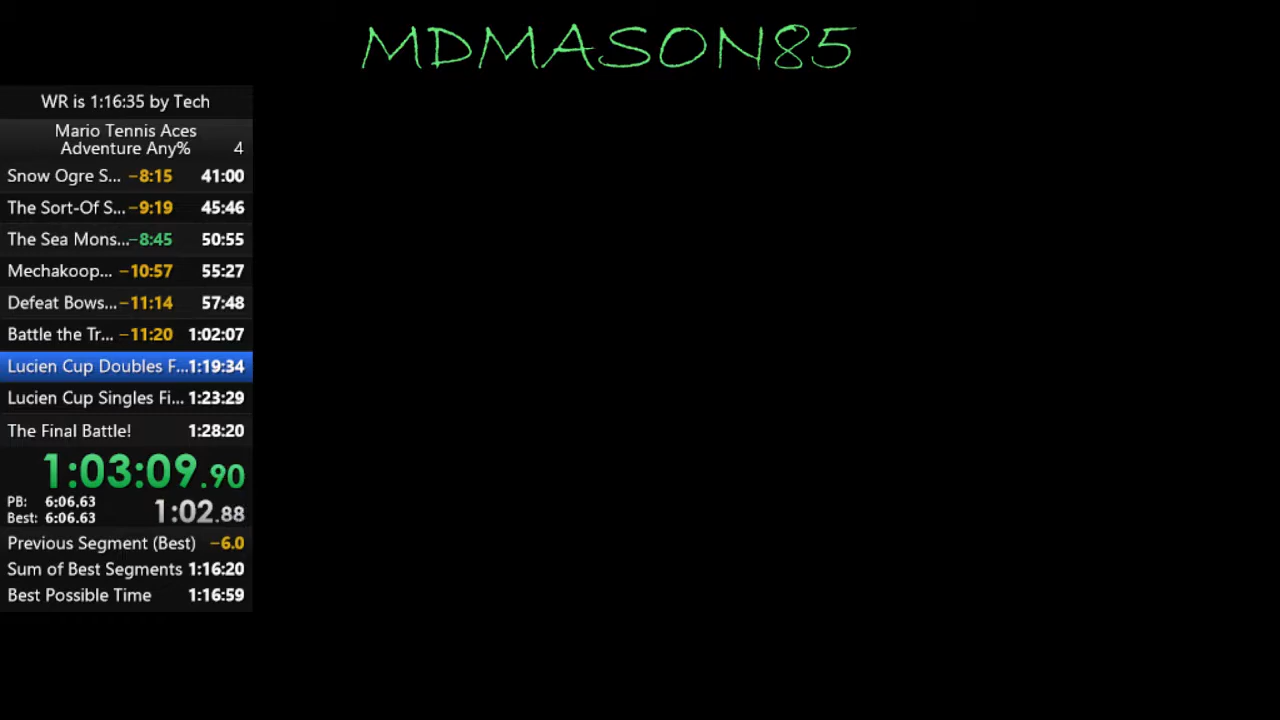 MDMASON85
WR is 1:16:35 by Tech
Mario Tennis Aces
Adventure Any% 4
Snow Ogre S... −8:15 41:00
The Sort-Of S... −9:19 45:46
The Sea Mons... −8:45 50:55
Mechakoop... −10:57 55:27
Defeat Bows... −11:14 57:48
Battle the Tr... −11:20 1:02:07
Lucien Cup Doubles F... 1:19:34
Lucien Cup Singles Fi... 1:23:29
The Final Battle! 1:28:20
1:03:09.90
PB: 6:06.63
Best: 6:06.63 1:02.88
Previous Segment (Best) −6.0
Sum of Best Segments 1:16:20
Best Possible Time 1:16:59